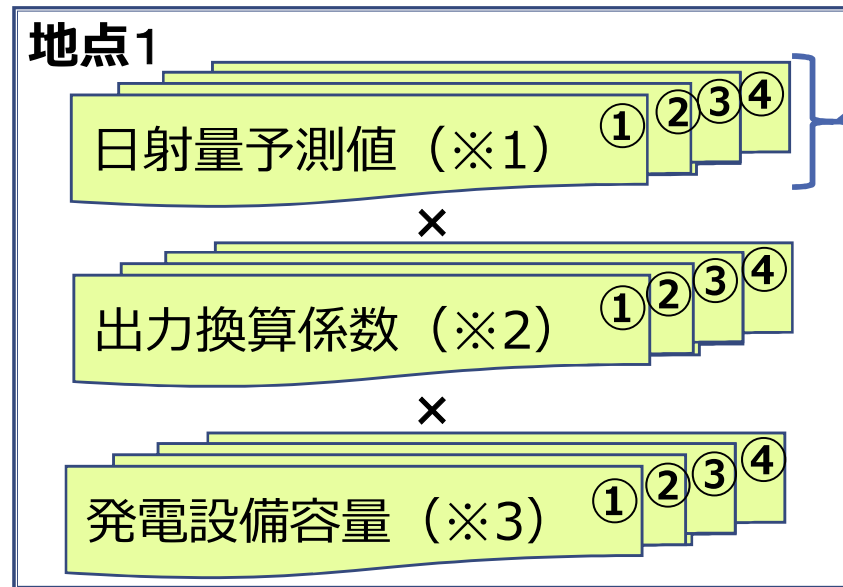 地点1
日射量予測値（※1） ① ② ③ ④
×
出力換算係数（※2） ① ② ③ ④
×
発電設備容量（※3） ① ② ③ ④